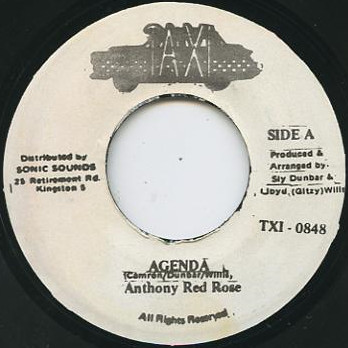 TAXI
SIDE A
Distributed by
SONIC SOUNDS
25 Retirement Rd.
Kingston 5
Produced &
Arranged by
Sly Dunbar &
Lloyd (Gitzy) Willis
TXI - 0848
AGENDA
(Camron/Dunbar/Willis,
Anthony Red Rose
All Rights Reserved